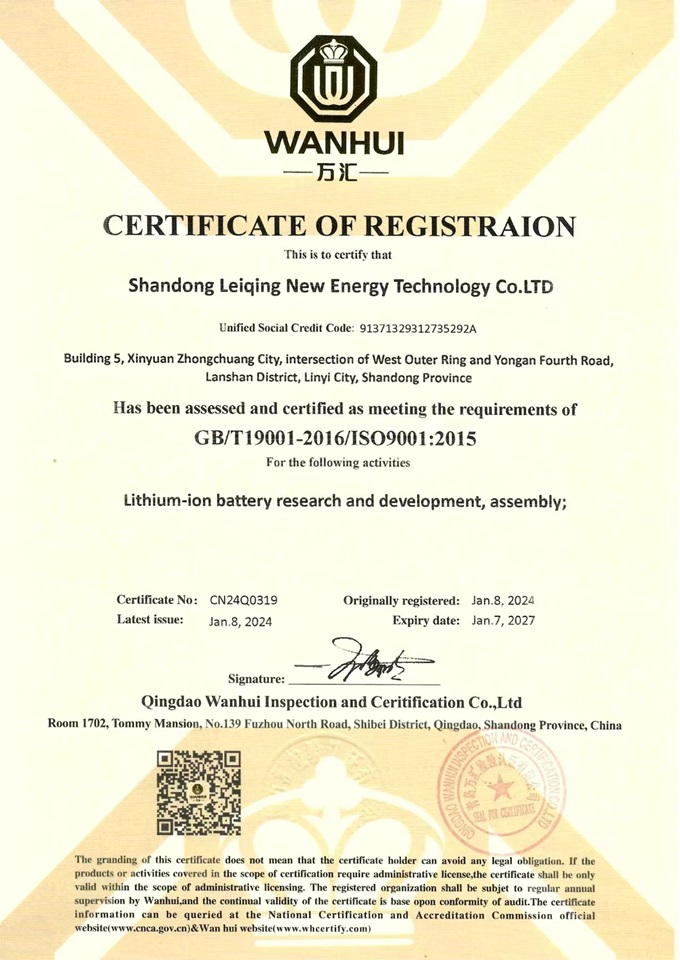 WANHUI
万汇
CERTIFICATE OF REGISTRAION
This is to certify that
Shandong Leiqing New Energy Technology Co.LTD
Unified Social Credit Code: 91371329312735292A
Building 5, Xinyuan Zhongchuang City, intersection of West Outer Ring and Yongan Fourth Road,
Lanshan District, Linyi City, Shandong Province
Has been assessed and certified as meeting the requirements of
GB/T19001-2016/ISO9001:2015
For the following activities
Lithium-ion battery research and development, assembly;
Certificate No: CN24Q0319 Originally registered: Jan.8, 2024
Latest issue: Jan.8, 2024 Expiry date: Jan.7, 2027
Signature:
Qingdao Wanhui Inspection and Ceritification Co.,Ltd
Room 1702, Tommy Mansion, No.139 Fuzhou North Road, Shibei District, Qingdao, Shandong Province, China
QINGDAO WANHUI INSPECTION AND CERTIFICATION CO.,LTD
SEAL FOR CERTIFICATE
The granding of this certificate does not mean that the certificate holder can avoid any legal obligation. If the
products or activities covered in the scope of certification require administrative license,the certificate shall be only
valid within the scope of administrative licensing. The registered organization shall be subjet to regular annual
supervision by Wanhui,and the continual validity of the certificate is base upon conformity of audit.The certificate
information can be queried at the National Certification and Accreditation Commission official
website(www.cnca.gov.cn)&Wan hui website(www.whcertify.com)